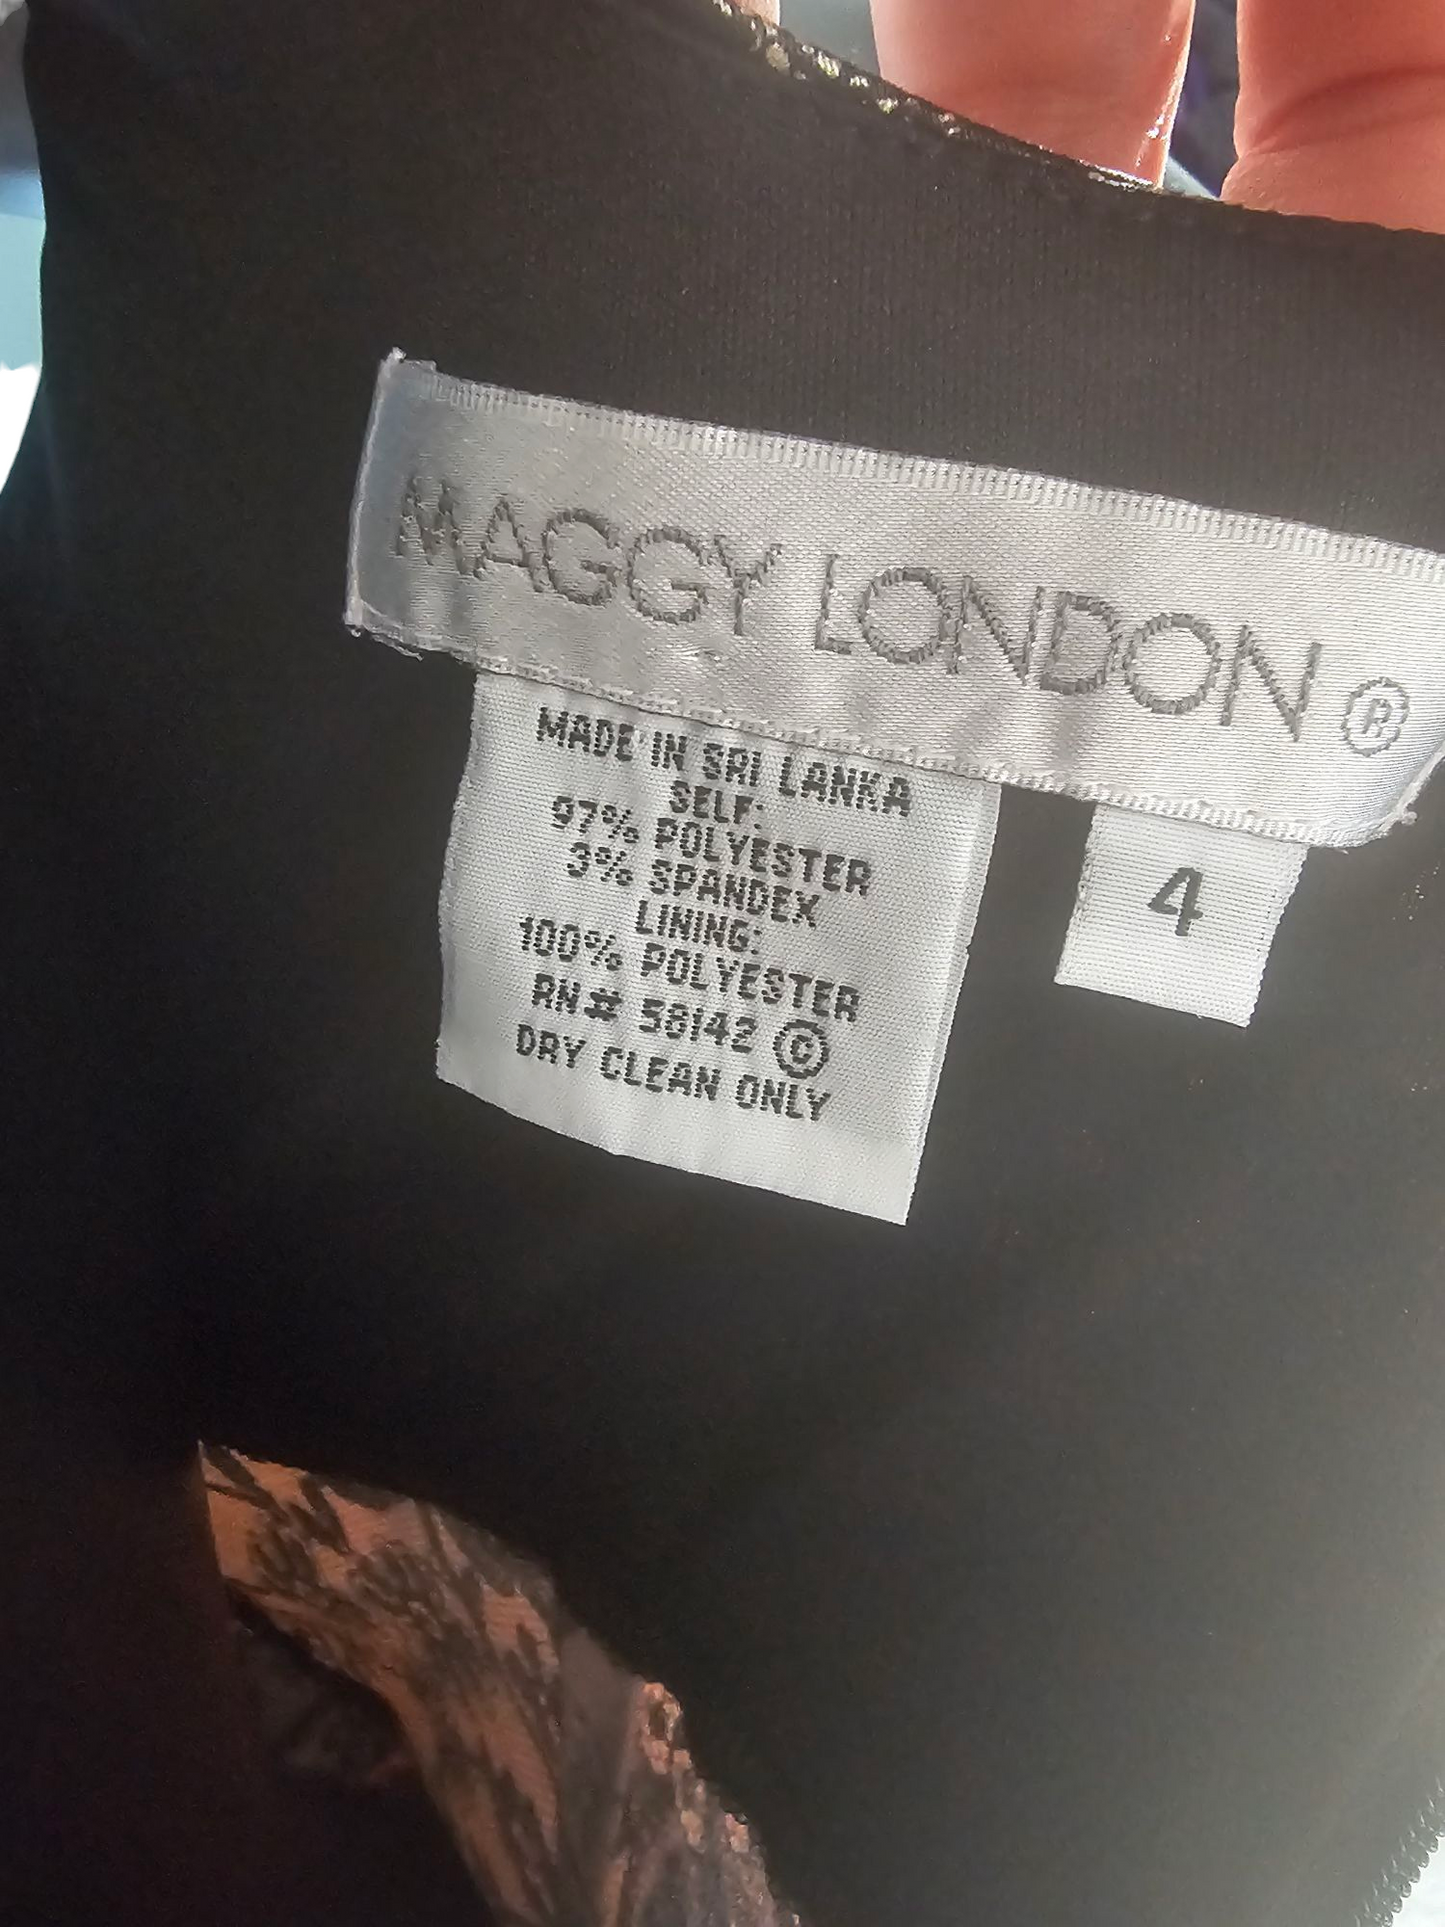 MAGGY LONDON ®
MADE IN SRI LANKA
SELF:
97% POLYESTER
3% SPANDEX
LINING:
100% POLYESTER
RN# 58142 ©
DRY CLEAN ONLY
4